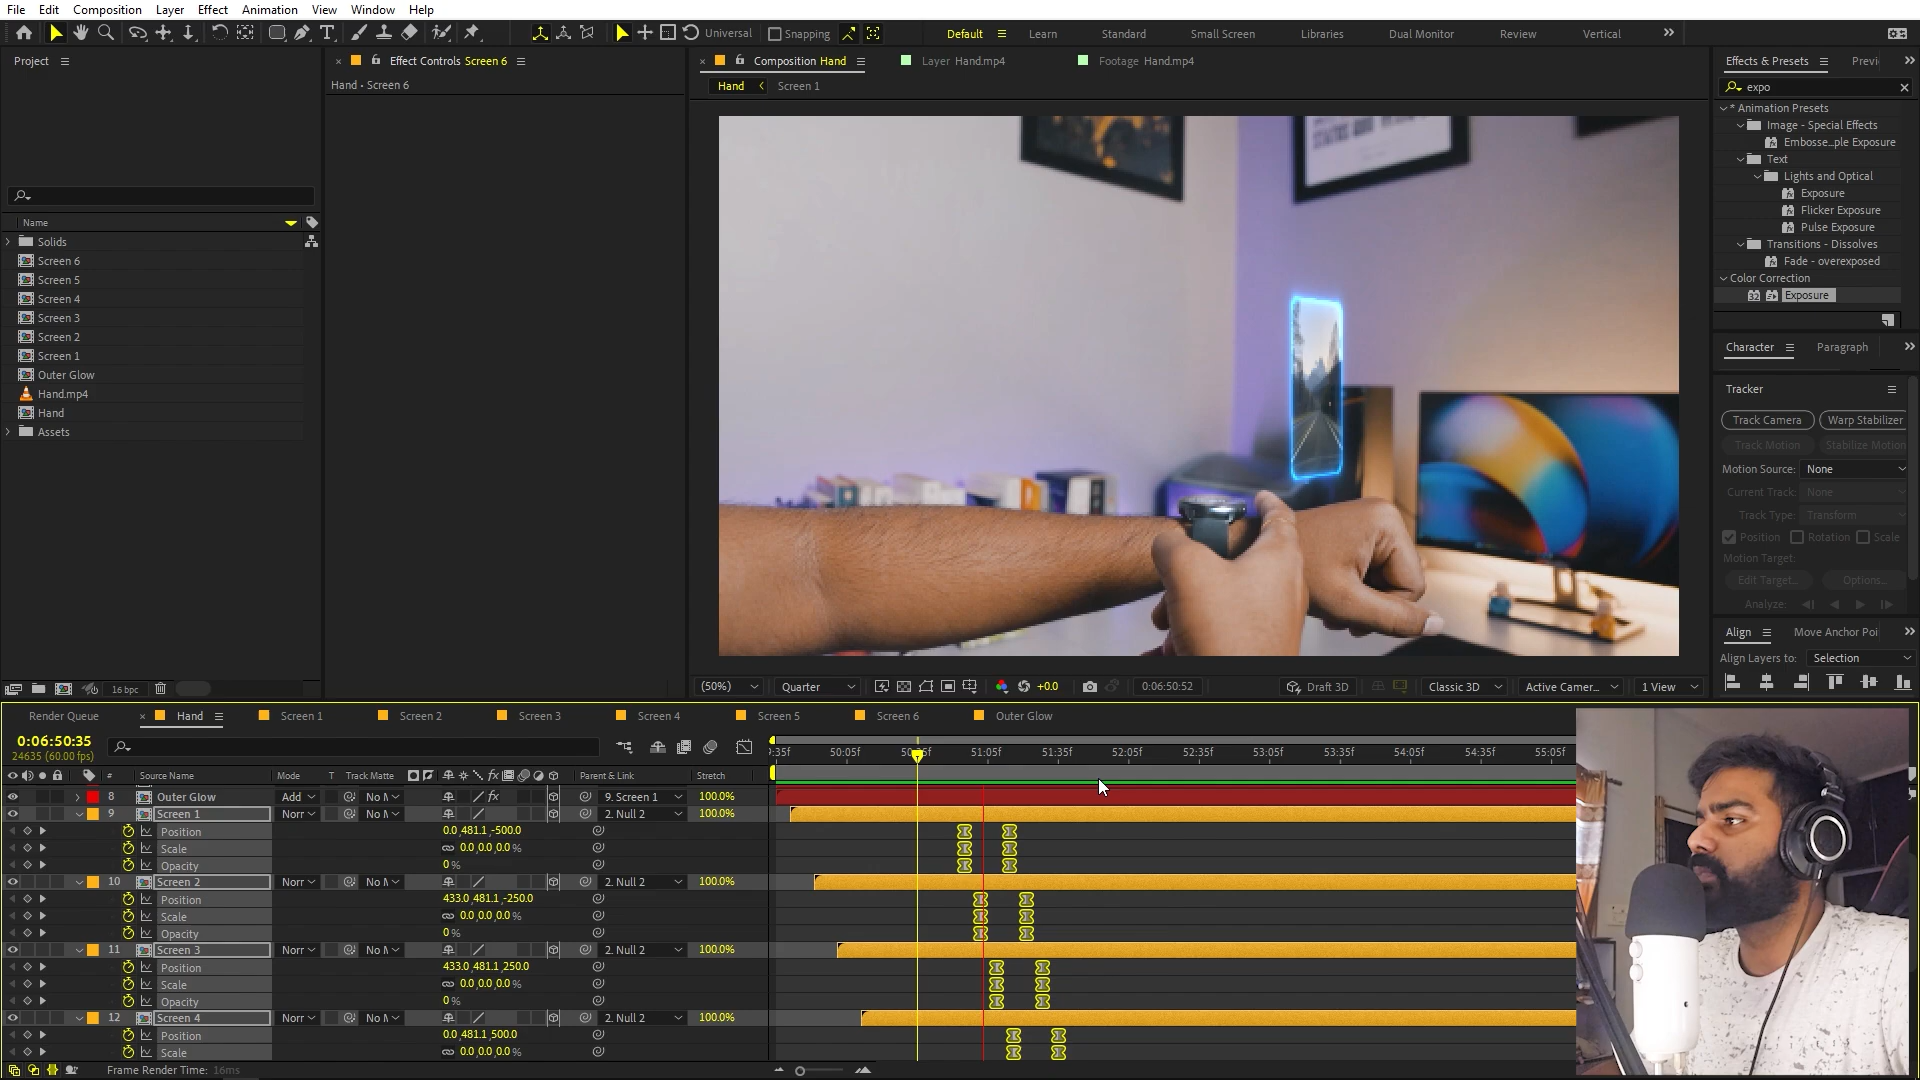 File Edit Composition Layer Effect Animation View Window Help
Universal Snapping Default Learn Standard Small Screen Libraries Dual Monitor Review Vertical
Project
Effect Controls Screen 6
Composition Hand Layer Hand.mp4 Footage Hand.mp4
Effects & Presets Previ
Hand • Screen 6
Hand Screen 1
expo
* Animation Presets
Image - Special Effects
Embosse...ple Exposure
Text
Lights and Optical
Exposure
Flicker Exposure
Pulse Exposure
Transitions - Dissolves
Fade - overexposed
Color Correction
32 Exposure
Name
Solids
Screen 6
Screen 5
Screen 4
Screen 3
Screen 2
Screen 1
Outer Glow
Hand.mp4
Hand
Assets
Character Paragraph
Tracker
Track Camera Warp Stabilizer
Track Motion Stabilize Motion
Motion Source: None
Current Track: None
Track Type: Transform
Position Rotation Scale
Motion Target:
Edit Target... Options...
Analyze:
Align Move Anchor Poi
Align Layers to: Selection
16 bpc
(50%) Quarter +0.0 0:06:50:52 Draft 3D Classic 3D Active Camer... 1 View
Render Queue Hand Screen 1 Screen 2 Screen 3 Screen 4 Screen 5 Screen 6 Outer Glow
0:06:50:35
24635 (60.00 fps)
50:05f 51:05f 51:35f 52:05f 52:35f 53:05f 53:35f 54:05f 54:35f 55:05f
# Source Name Mode T Track Matte fx Parent & Link Stretch
8 Outer Glow Add No M fx 9. Screen 1 100.0%
9 Screen 1 Norr No M 2. Null 2 100.0%
Position 0.0,481.1,-500.0
Scale 0.0,0.0,0.0 %
Opacity 0 %
10 Screen 2 Norr No M 2. Null 2 100.0%
Position 433.0,481.1,-250.0
Scale 0.0,0.0,0.0 %
Opacity 0 %
11 Screen 3 Norr No M 2. Null 2 100.0%
Position 433.0,481.1,250.0
Scale 0.0,0.0,0.0 %
Opacity 0 %
12 Screen 4 Norr No M 2. Null 2 100.0%
Position 0.0,481.1,500.0
Scale 0.0,0.0,0.0 %
Frame Render Time: 16ms